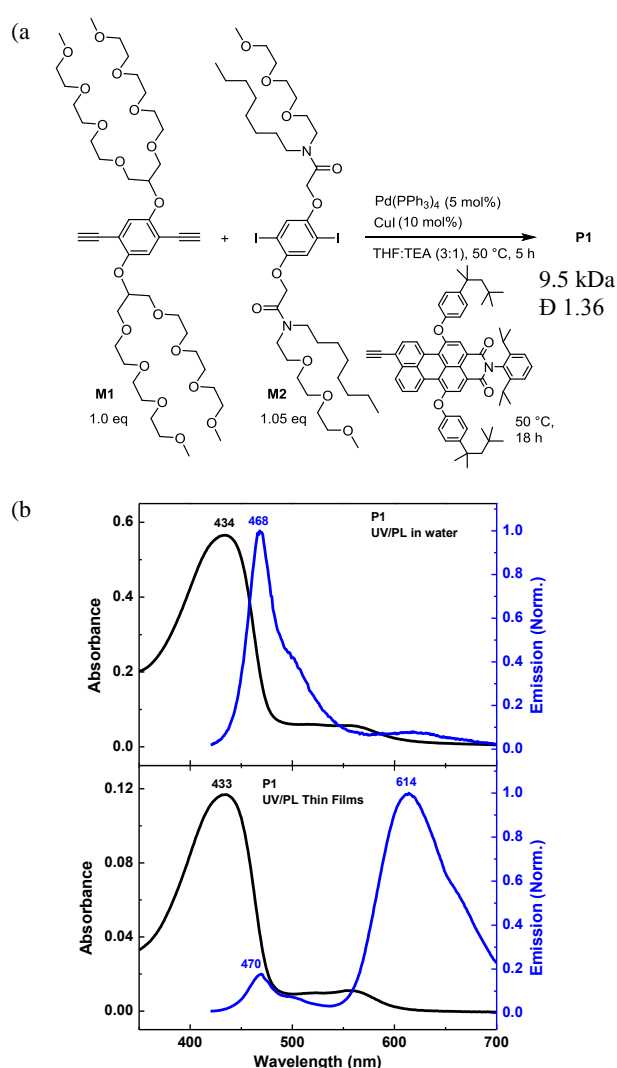 (a
M1
1.0 eq
+
M2
1.05 eq
Pd(PPh3)4 (5 mol%)
CuI (10 mol%)
THF:TEA (3:1), 50 °C, 5 h
P1
9.5 kDa
Đ 1.36
50 °C,
18 h
O
N
I
(b
P1
UV/PL in water
434
468
Absorbance
0.6
0.4
0.2
0.0
Emission (Norm.)
1.0
0.8
0.6
0.4
0.2
0.0
P1
UV/PL Thin Films
433
470
614
Absorbance
0.12
0.08
0.04
0.00
Emission (Norm.)
1.0
0.8
0.6
0.4
0.2
0.0
400
500
600
700
Wavelength (nm)